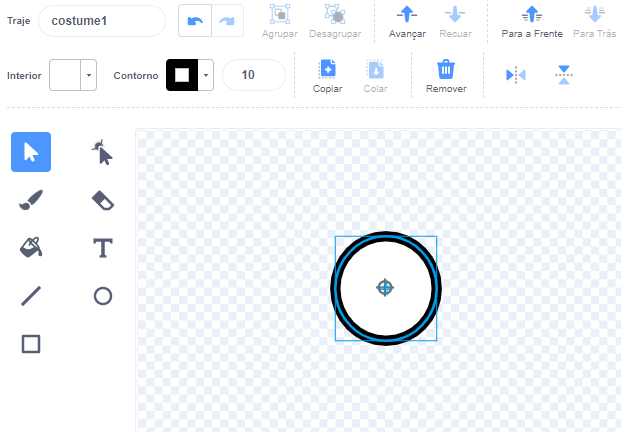 Traje costume1
Agrupar Desagrupar Avançar Recuar Para a Frente Para Trás
Interior Contorno 10
Copiar Colar Remover
T